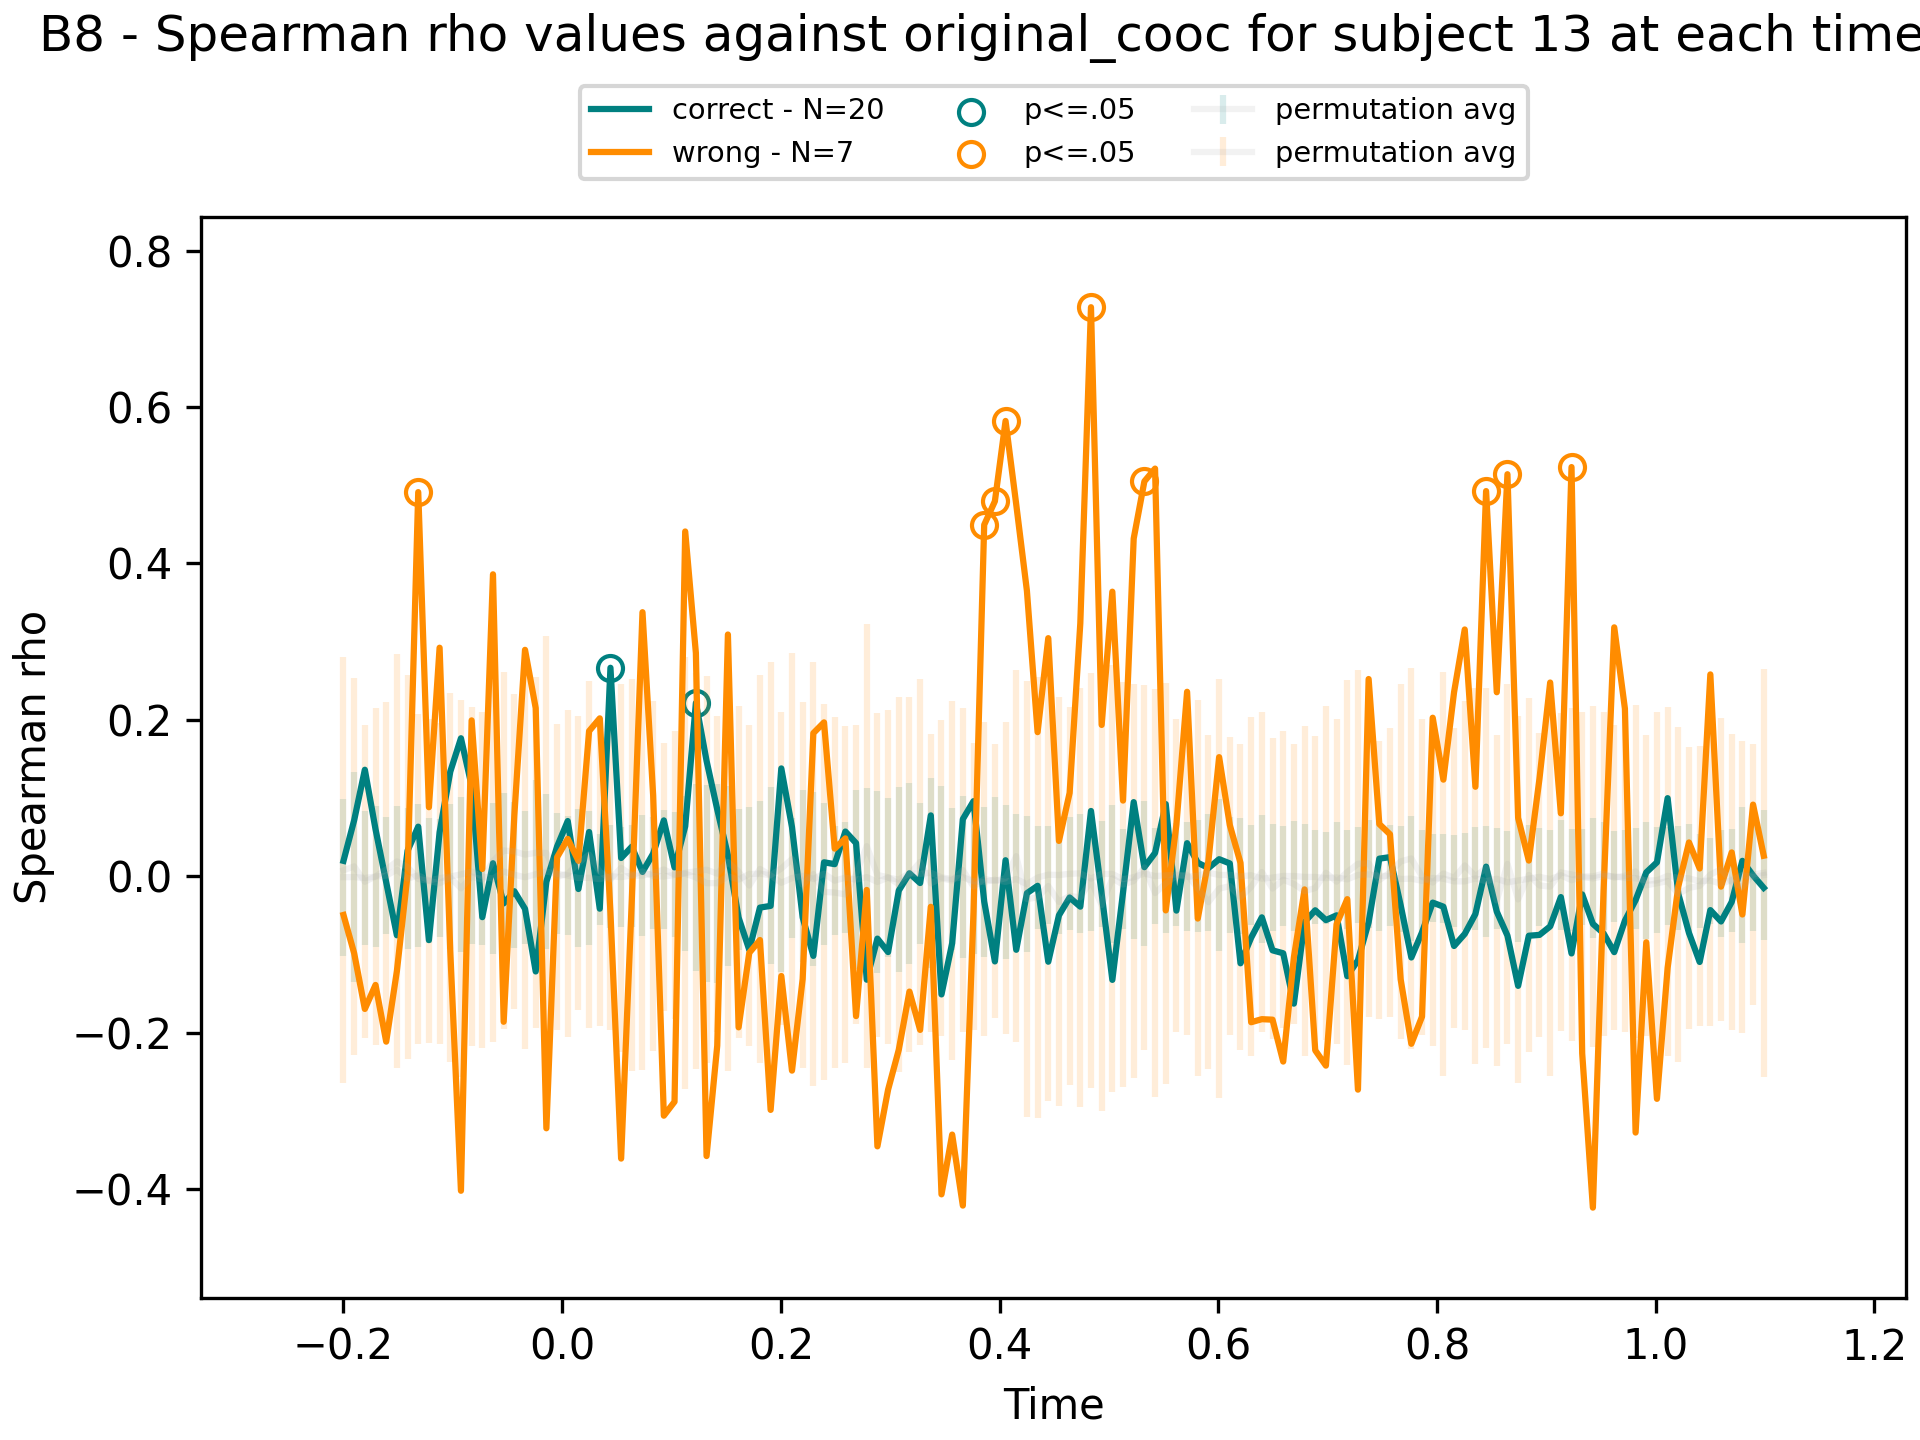 B8 - Spearman rho values against original_cooc for subject 13 at each time
correct - N=20
wrong - N=7
p<=.05
p<=.05
permutation avg
permutation avg
Spearman rho
0.8
0.6
0.4
0.2
0.0
−0.2
−0.4
−0.2 0.0 0.2 0.4 0.6 0.8 1.0 1.2
Time